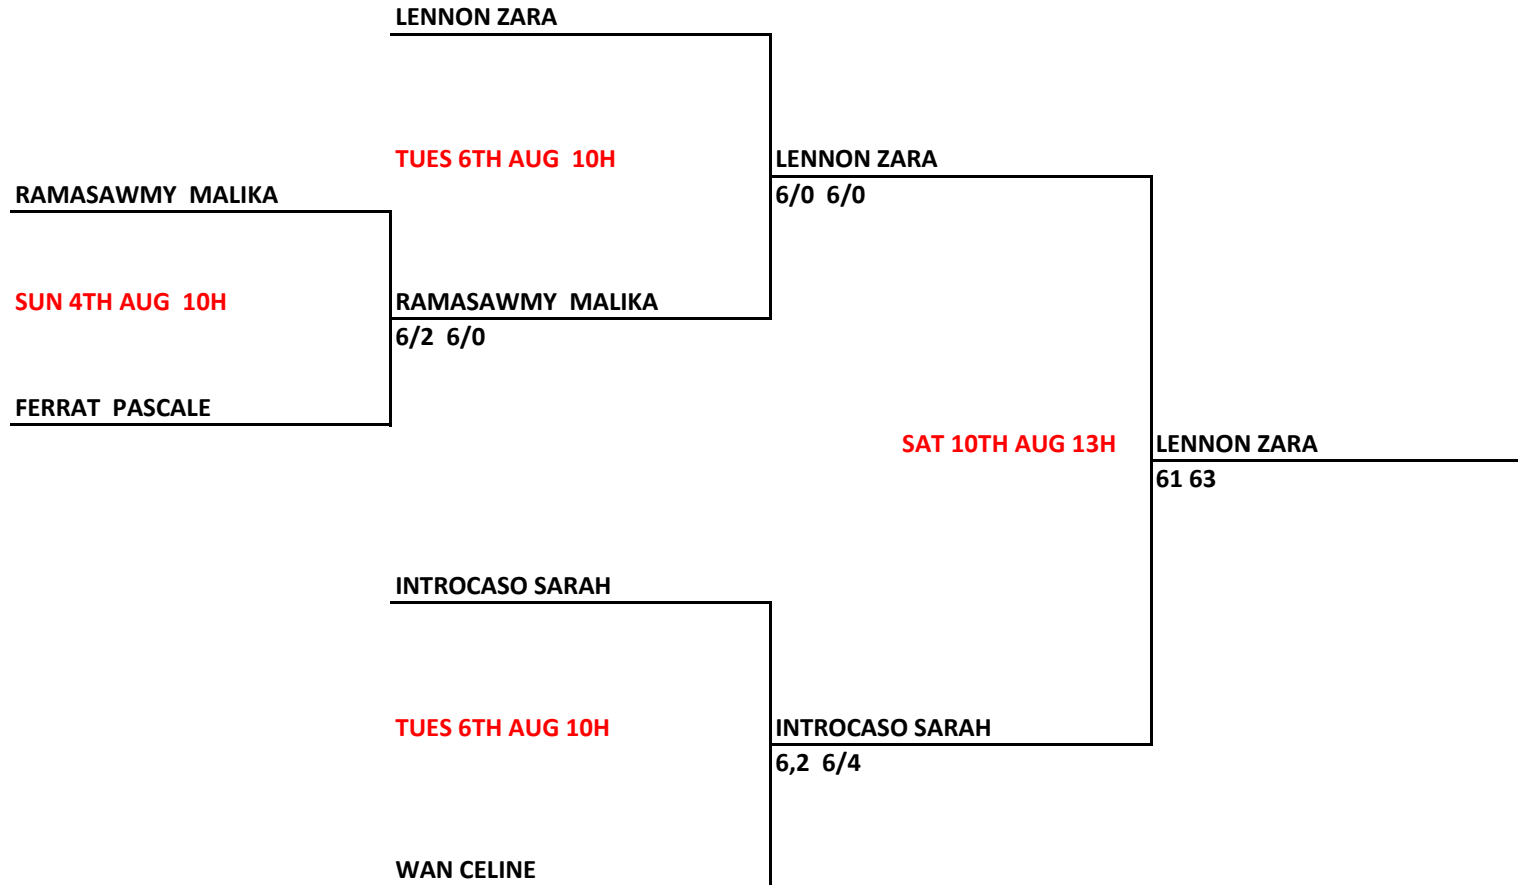 LENNON ZARA
TUES 6TH AUG  10H
LENNON ZARA
RAMASAWMY  MALIKA
6/0  6/0
SUN 4TH AUG  10H
RAMASAWMY  MALIKA
6/2  6/0
FERRAT  PASCALE
SAT 10TH AUG 13H
LENNON ZARA
61 63
INTROCASO SARAH
TUES 6TH AUG 10H
INTROCASO SARAH
6,2  6/4
WAN CELINE